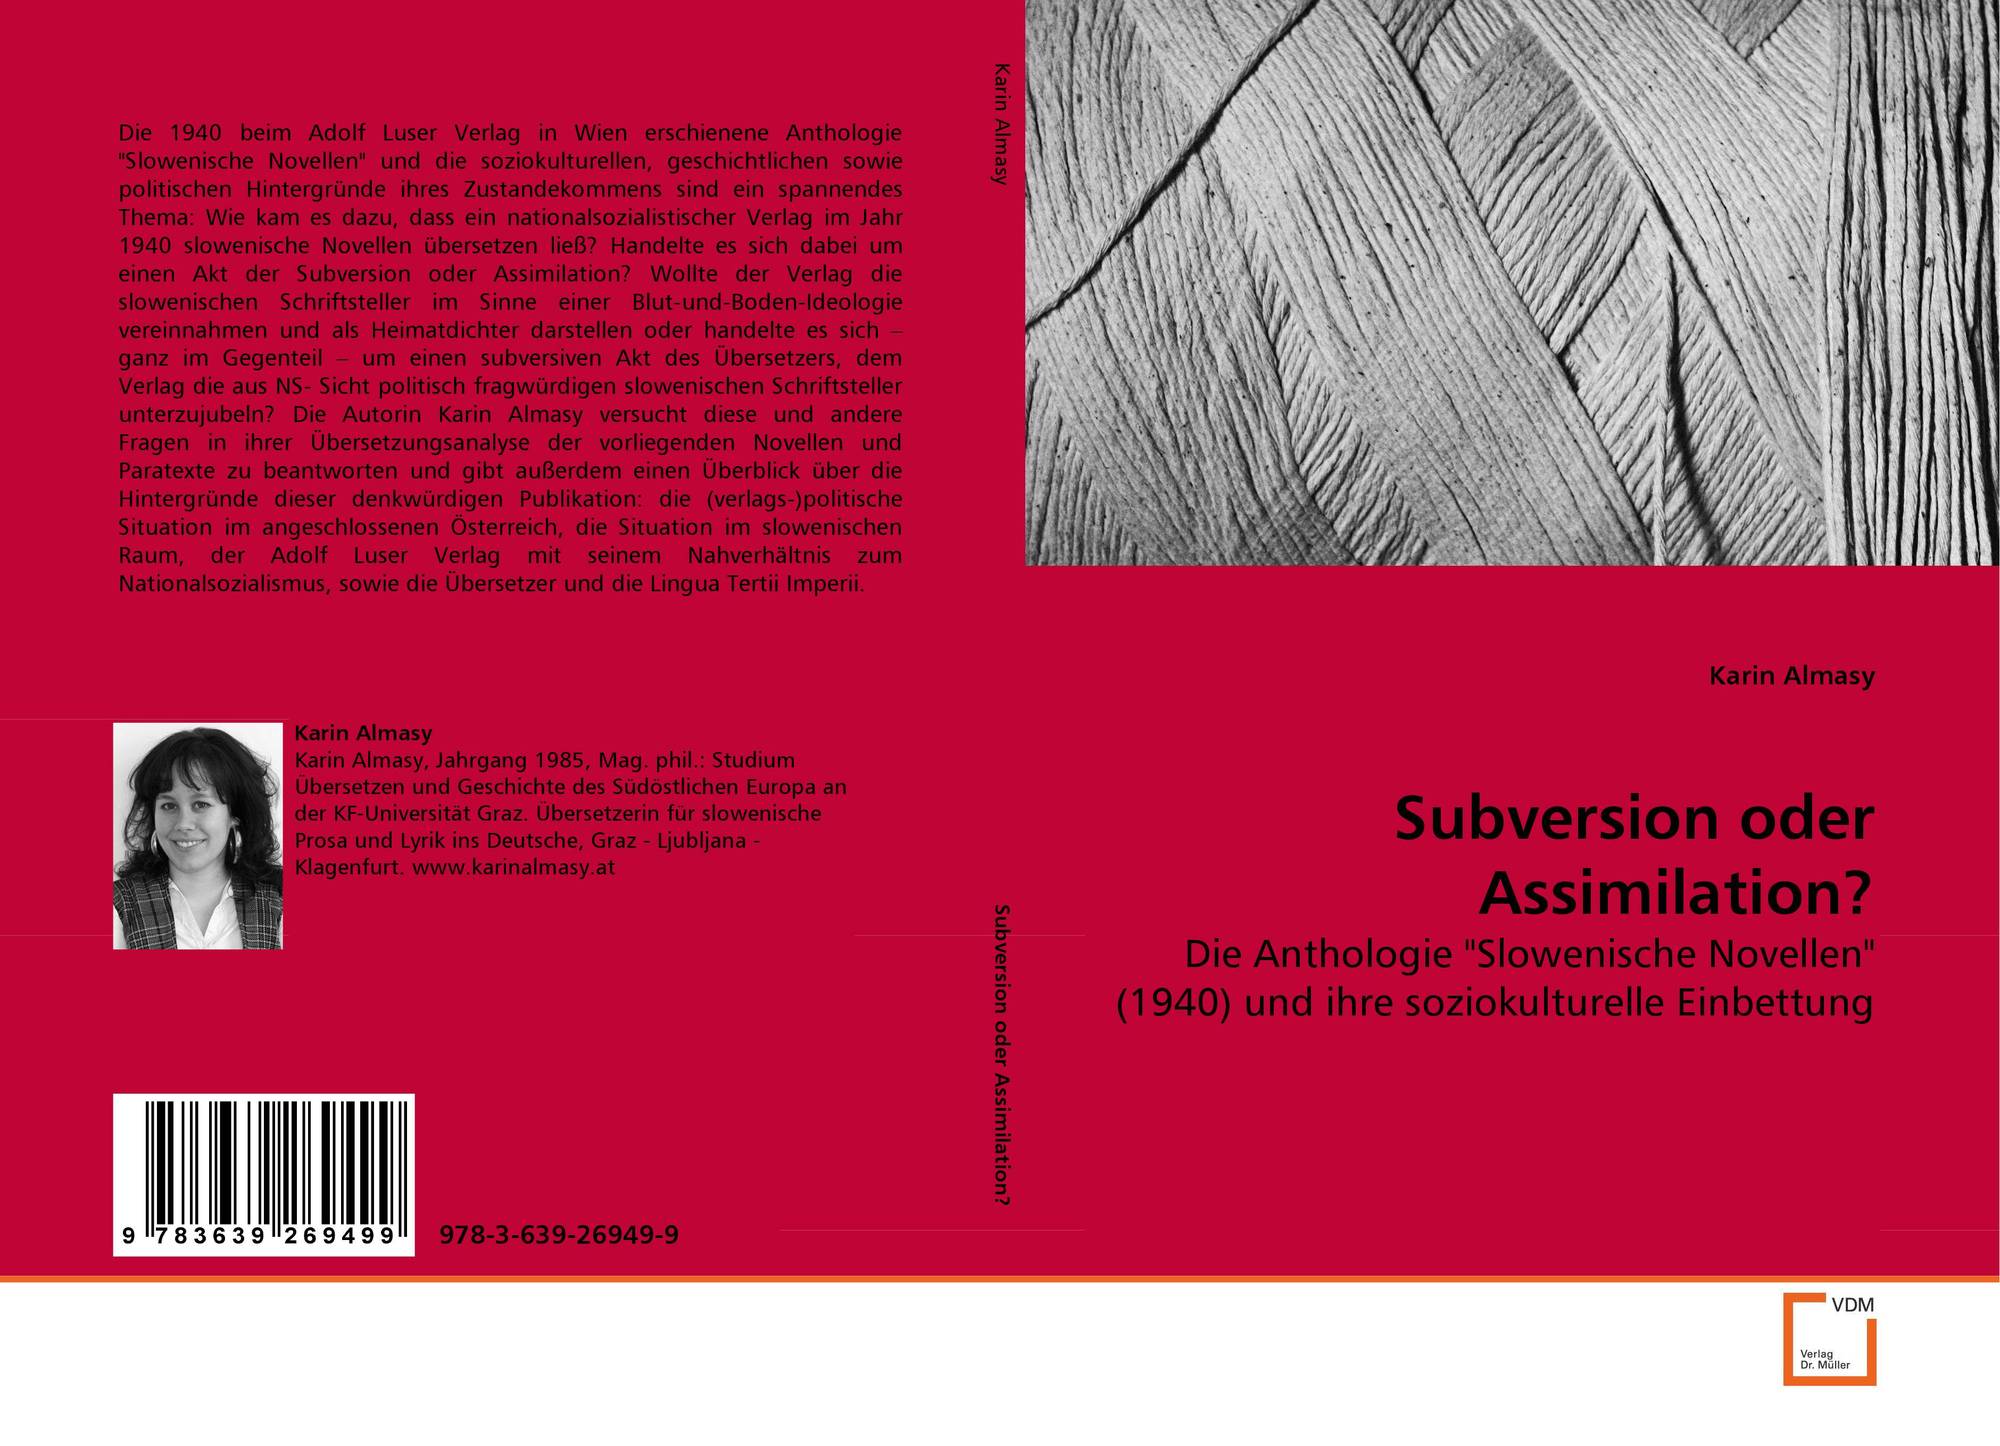 Die 1940 beim Adolf Luser Verlag in Wien erschienene Anthologie
"Slowenische Novellen" und die soziokulturellen, geschichtlichen sowie
politischen Hintergründe ihres Zustandekommens sind ein spannendes
Thema: Wie kam es dazu, dass ein nationalsozialistischer Verlag im Jahr
1940 slowenische Novellen übersetzen ließ? Handelte es sich dabei um
einen Akt der Subversion oder Assimilation? Wollte der Verlag die
slowenischen Schriftsteller im Sinne einer Blut-und-Boden-Ideologie
vereinnahmen und als Heimatdichter darstellen oder handelte es sich –
ganz im Gegenteil – um einen subversiven Akt des Übersetzers, dem
Verlag die aus NS- Sicht politisch fragwürdigen slowenischen Schriftsteller
unterzujubeln? Die Autorin Karin Almasy versucht diese und andere
Fragen in ihrer Übersetzungsanalyse der vorliegenden Novellen und
Paratexte zu beantworten und gibt außerdem einen Überblick über die
Hintergründe dieser denkwürdigen Publikation: die (verlags-)politische
Situation im angeschlossenen Österreich, die Situation im slowenischen
Raum, der Adolf Luser Verlag mit seinem Nahverhältnis zum
Nationalsozialismus, sowie die Übersetzer und die Lingua Tertii Imperii.
Karin Almasy
Karin Almasy, Jahrgang 1985, Mag. phil.: Studium
Übersetzen und Geschichte des Südöstlichen Europa an
der KF-Universität Graz. Übersetzerin für slowenische
Prosa und Lyrik ins Deutsche, Graz - Ljubljana -
Klagenfurt. www.karinalmasy.at
9 783639 269499
978-3-639-26949-9
Karin Almasy
Subversion oder Assimilation?
Karin Almasy
Subversion oder
Assimilation?
Die Anthologie "Slowenische Novellen"
(1940) und ihre soziokulturelle Einbettung
VDM
Verlag
Dr. Müller